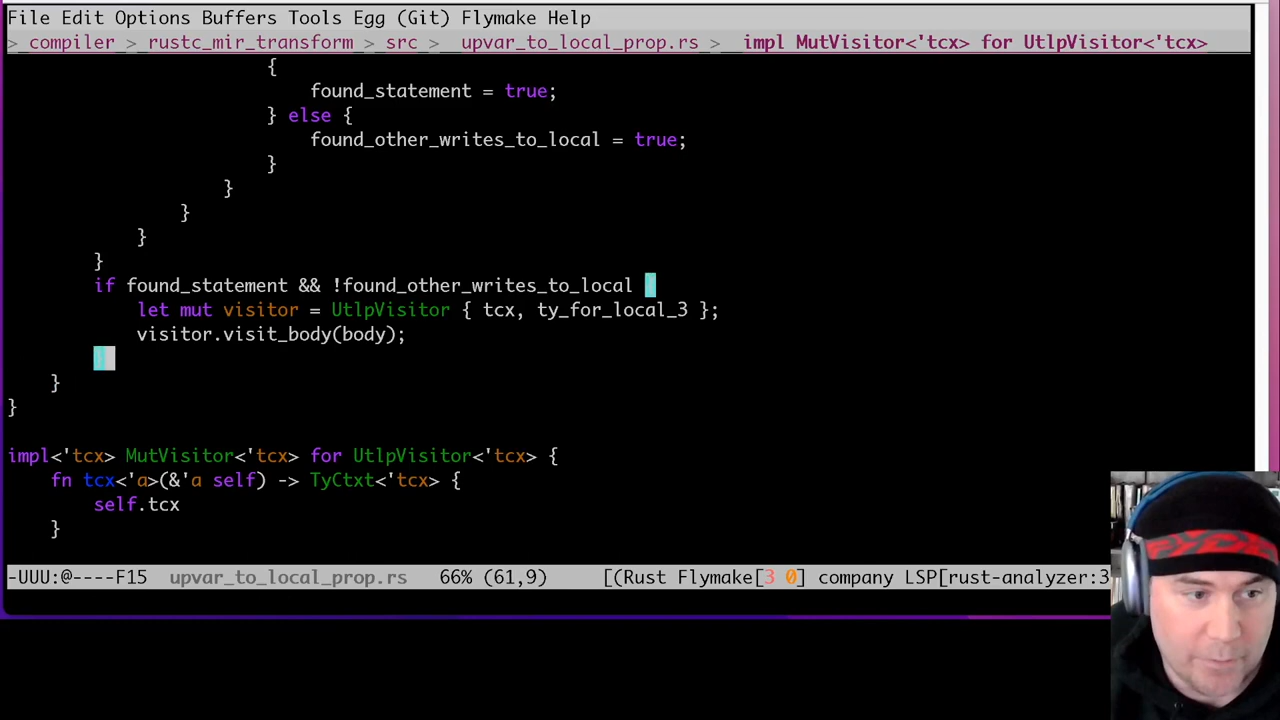 File Edit Options Buffers Tools Egg (Git) Flymake Help
> compiler > rustc_mir_transform > src > upvar_to_local_prop.rs > impl MutVisitor<'tcx> for UtlpVisitor<'tcx>
{
found_statement = true;
} else {
found_other_writes_to_local = true;
}
}
}
}
}
if found_statement && !found_other_writes_to_local {
let mut visitor = UtlpVisitor { tcx, ty_for_local_3 };
visitor.visit_body(body);
}
}
}
impl<'tcx> MutVisitor<'tcx> for UtlpVisitor<'tcx> {
fn tcx<'a>(&'a self) -> TyCtxt<'tcx> {
self.tcx
}
-UUU:@----F15 upvar_to_local_prop.rs 66% (61,9) [(Rust Flymake[3 0] company LSP[rust-analyzer:3